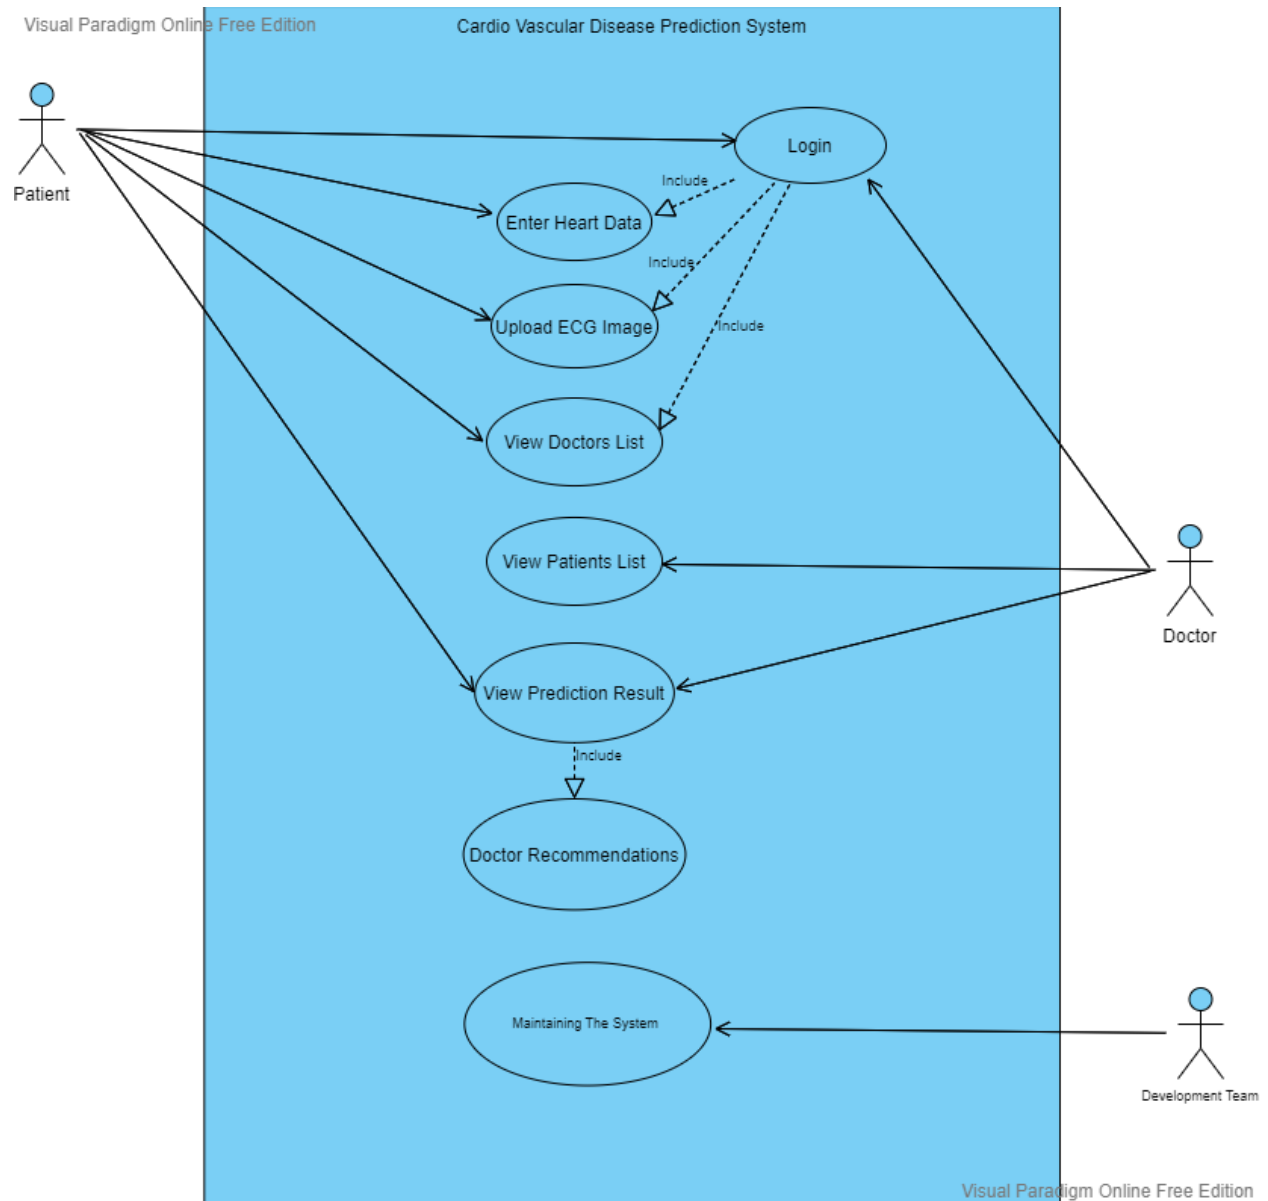 Visual Paradigm Online Free Edition
Cardio Vascular Disease Prediction System
Patient
Login
Include
Enter Heart Data
Include
Upload ECG Image
Include
View Doctors List
View Patients List
Doctor
View Prediction Result
Include
Doctor Recommendations
Maintaining The System
Development Team
Visual Paradigm Online Free Edition